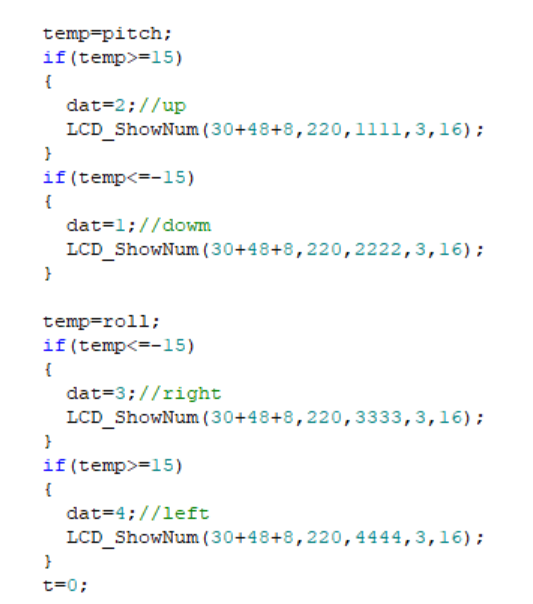 temp=pitch;
if(temp>=15)
{
dat=2;//up
LCD_ShowNum(30+48+8,220,1111,3,16);
}
if(temp<=-15)
{
dat=1;//dowm
LCD_ShowNum(30+48+8,220,2222,3,16);
}
temp=roll;
if(temp<=-15)
{
dat=3;//right
LCD_ShowNum(30+48+8,220,3333,3,16);
}
if(temp>=15)
{
dat=4;//left
LCD_ShowNum(30+48+8,220,4444,3,16);
}
t=0;